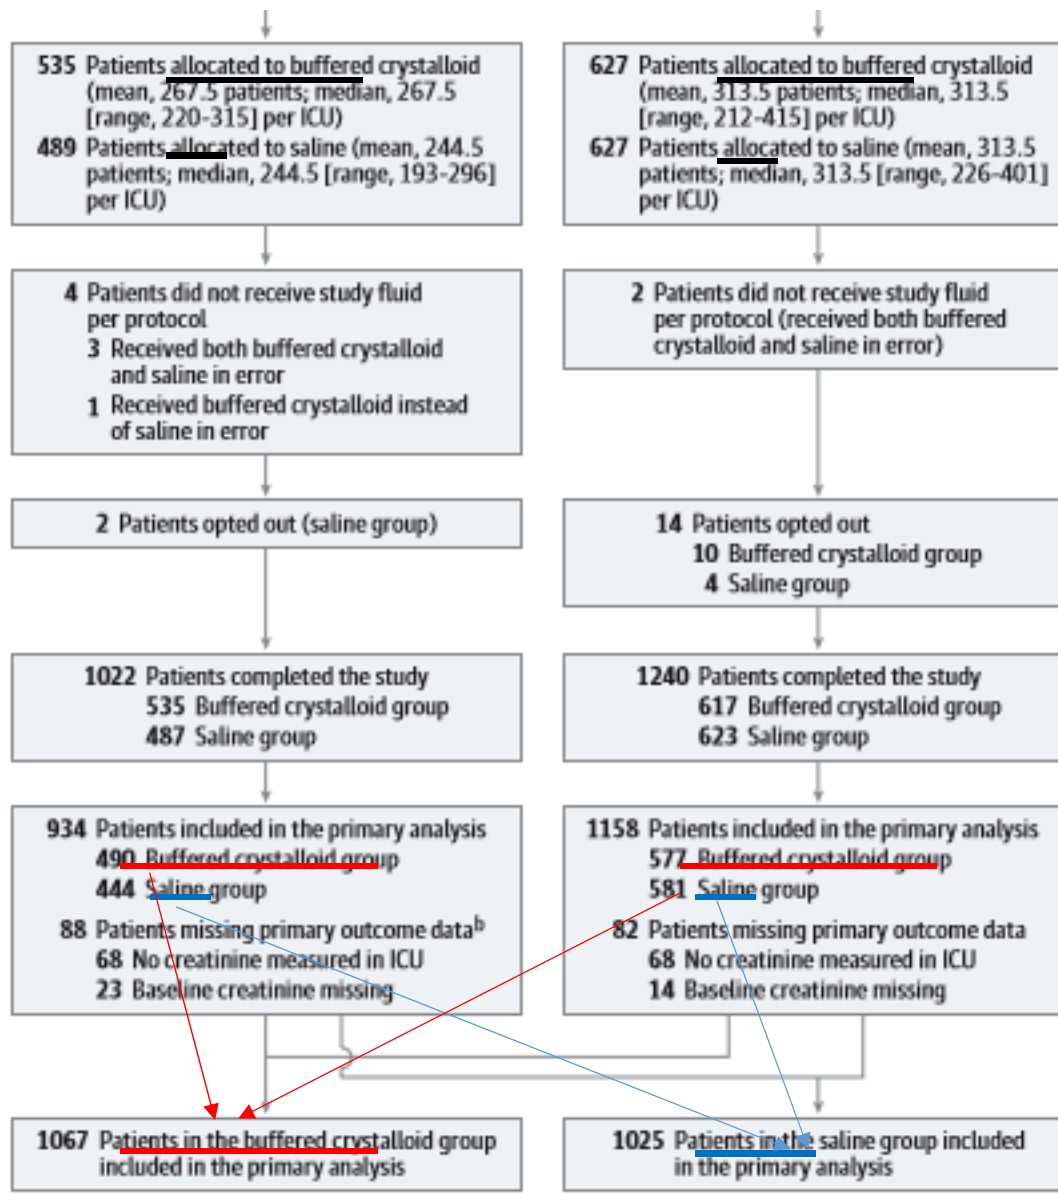 535 Patients allocated to buffered crystalloid
(mean, 267.5 patients; median, 267.5
[range, 220-315] per ICU)
489 Patients allocated to saline (mean, 244.5
patients; median, 244.5 [range, 193-296]
per ICU)
627 Patients allocated to buffered crystalloid
(mean, 313.5 patients; median, 313.5
[range, 212-415] per ICU)
627 Patients allocated to saline (mean, 313.5
patients; median, 313.5 [range, 226-401]
per ICU)
4 Patients did not receive study fluid
per protocol
3 Received both buffered crystalloid
and saline in error
1 Received buffered crystalloid instead
of saline in error
2 Patients did not receive study fluid
per protocol (received both buffered
crystalloid and saline in error)
2 Patients opted out (saline group)
14 Patients opted out
10 Buffered crystalloid group
4 Saline group
1022 Patients completed the study
535 Buffered crystalloid group
487 Saline group
1240 Patients completed the study
617 Buffered crystalloid group
623 Saline group
934 Patients included in the primary analysis
490 Buffered crystalloid group
444 Saline group
88 Patients missing primary outcome data b
68 No creatinine measured in ICU
23 Baseline creatinine missing
1158 Patients included in the primary analysis
577 Buffered crystalloid group
581 Saline group
82 Patients missing primary outcome data
68 No creatinine measured in ICU
14 Baseline creatinine missing
1067 Patients in the buffered crystalloid group
included in the primary analysis
1025 Patients in the saline group included
in the primary analysis